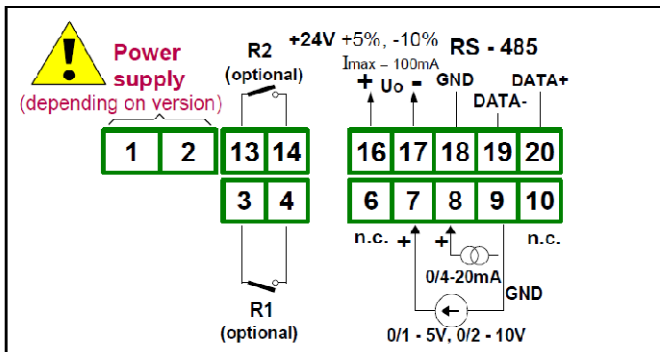 Power
supply
(depending on version)
R2
(optional)
+24V +5%, -10%
Imax – 100mA
+ Uo -
RS - 485
GND
DATA-
DATA+
1 2 13 14 16 17 18 19 20
3 4 6 7 8 9 10
n.c. + + n.c.
0/4-20mA
GND
R1
(optional)
0/1 - 5V, 0/2 - 10V